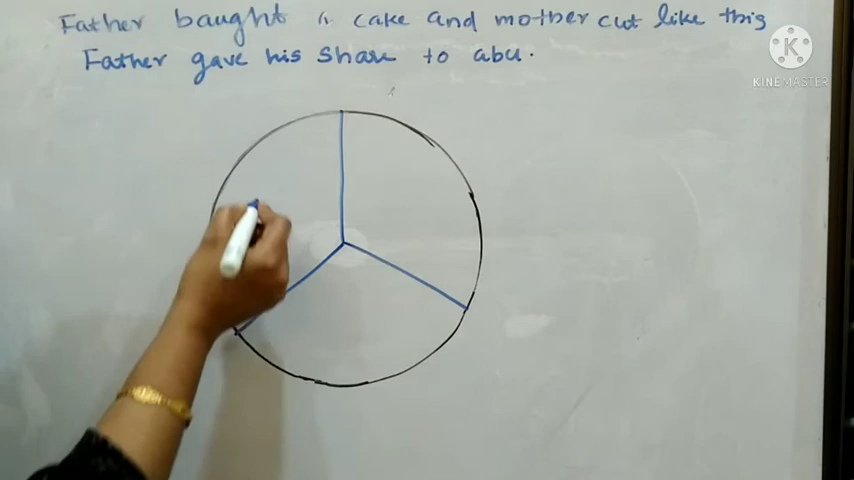 Father baught a cake and mother cut like this
Father gave his share to abu.
KINEMASTER